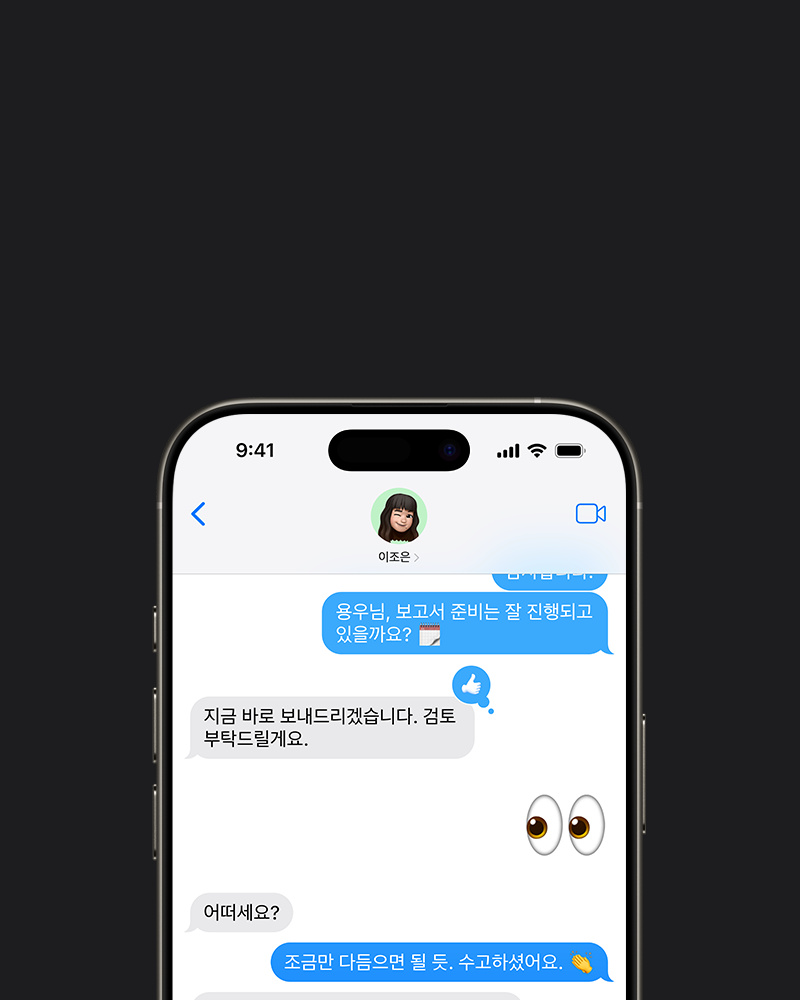 9:41
이조은
용우님, 보고서 준비는 잘 진행되고
있을까요? 🗓️
지금 바로 보내드리겠습니다. 검토
부탁드릴게요.
어떠세요?
조금만 다듬으면 될 듯. 수고하셨어요. 👏